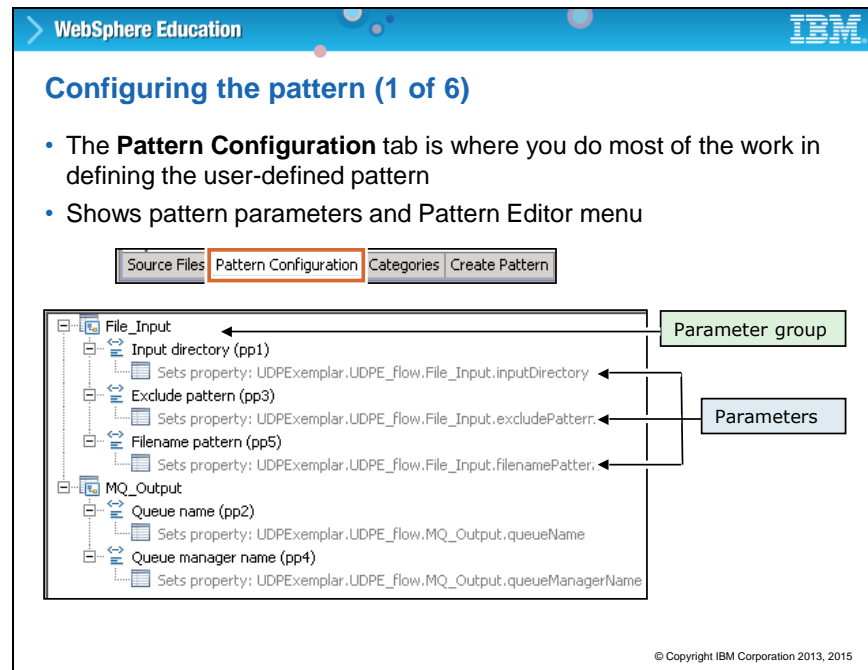 WebSphere Education
IBM
Configuring the pattern (1 of 6)
• The Pattern Configuration tab is where you do most of the work in
defining the user-defined pattern
• Shows pattern parameters and Pattern Editor menu
Source Files Pattern Configuration Categories Create Pattern
File_Input
Parameter group
Input directory (pp1)
Sets property: UDPExemplar.UDPE_flow.File_Input.inputDirectory
Exclude pattern (pp3)
Sets property: UDPExemplar.UDPE_flow.File_Input.excludePattern
Parameters
Filename pattern (pp5)
Sets property: UDPExemplar.UDPE_flow.File_Input.filenamePatter
MQ_Output
Queue name (pp2)
Sets property: UDPExemplar.UDPE_flow.MQ_Output.queueName
Queue manager name (pp4)
Sets property: UDPExemplar.UDPE_flow.MQ_Output.queueManagerName
© Copyright IBM Corporation 2013, 2015